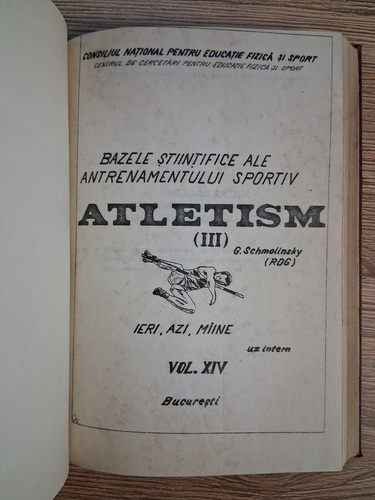 CONSILIUL NAȚIONAL PENTRU EDUCAȚIE FIZICĂ ȘI SPORT
CENTRUL DE CERCETĂRI PENTRU EDUCAȚIE FIZICĂ ȘI SPORT
BAZELE ȘTIINȚIFICE ALE
ANTRENAMENTULUI SPORTIV
ATLETISM
(III)
G. Schmolinsky
(RDG)
IERI, AZI, MÎINE
uz intern
VOL. XIV
București